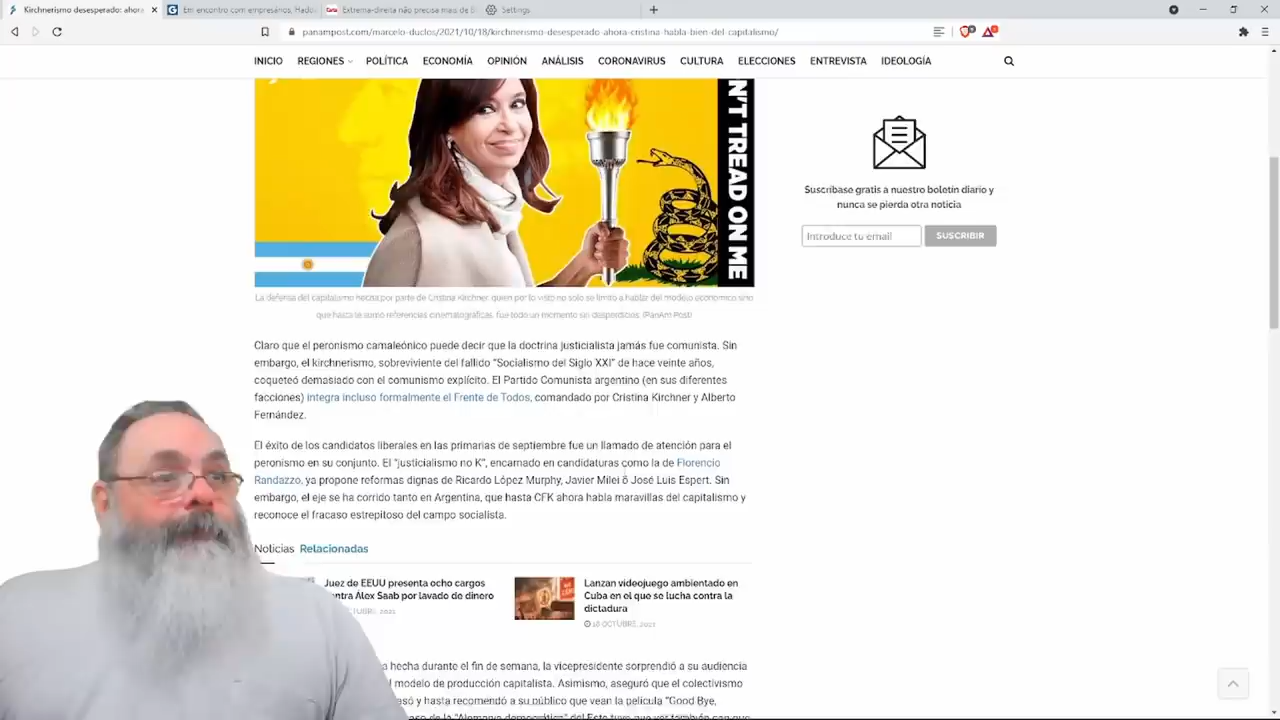 Kirchnerismo desesperado: ahora
Em encontro com empresários, Hadd
Extrema-direita não precisa mais de B
Settings
panampost.com/marcelo-duclos/2021/10/18/kirchnerismo-desesperado-ahora-cristina-habla-bien-del-capitalismo/
INICIO REGIONES POLÍTICA ECONOMÍA OPINIÓN ANÁLISIS CORONAVIRUS CULTURA ELECCIONES ENTREVISTA IDEOLOGÍA
N'T TREAD ON ME
Suscríbase gratis a nuestro boletín diario y
nunca se pierda otra noticia
Introduce tu email SUSCRIBIR
La defensa del capitalismo hecha por parte de Cristina Kirchner, quien por lo visto no solo se limitó a hablar del modelo económico sino
que hasta le sumó referencias cinematográficas, fue todo un momento sin desperdicios. (PanAm Post)
Claro que el peronismo camaleónico puede decir que la doctrina justicialista jamás fue comunista. Sin
embargo, el kirchnerismo, sobreviviente del fallido "Socialismo del Siglo XXI" de hace veinte años,
coqueteó demasiado con el comunismo explícito. El Partido Comunista argentino (en sus diferentes
facciones) integra incluso formalmente el Frente de Todos, comandado por Cristina Kirchner y Alberto
Fernández.
El éxito de los candidatos liberales en las primarias de septiembre fue un llamado de atención para el
peronismo en su conjunto. El "justicialismo no K", encarnado en candidaturas como la de Florencio
Randazzo, ya propone reformas dignas de Ricardo López Murphy, Javier Milei ó José Luis Espert. Sin
embargo, el eje se ha corrido tanto en Argentina, que hasta CFK ahora habla maravillas del capitalismo y
reconoce el fracaso estrepitoso del campo socialista.
Noticias Relacionadas
Juez de EEUU presenta ocho cargos
ntra Álex Saab por lavado de dinero
CTUBRE, 2021
Lanzan videojuego ambientado en
Cuba en el que se lucha contra la
dictadura
18 OCTUBRE, 2021
a hecha durante el fin de semana, la vicepresidente sorprendió a su audiencia
l modelo de producción capitalista. Asimismo, aseguró que el colectivismo
asó y hasta recomendó a su público que vean la película "Good Bye,